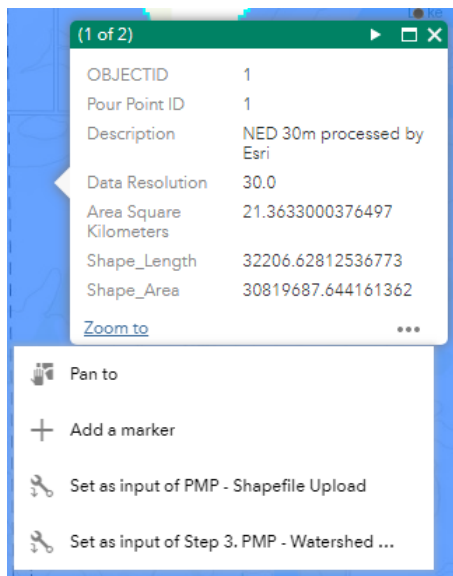 (1 of 2)
OBJECTID 1
Pour Point ID 1
Description NED 30m processed by
Esri
Data Resolution 30.0
Area Square 21.3633000376497
Kilometers
Shape_Length 32206.62812536773
Shape_Area 30819687.644161362
Zoom to
Pan to
Add a marker
Set as input of PMP - Shapefile Upload
Set as input of Step 3. PMP - Watershed ...